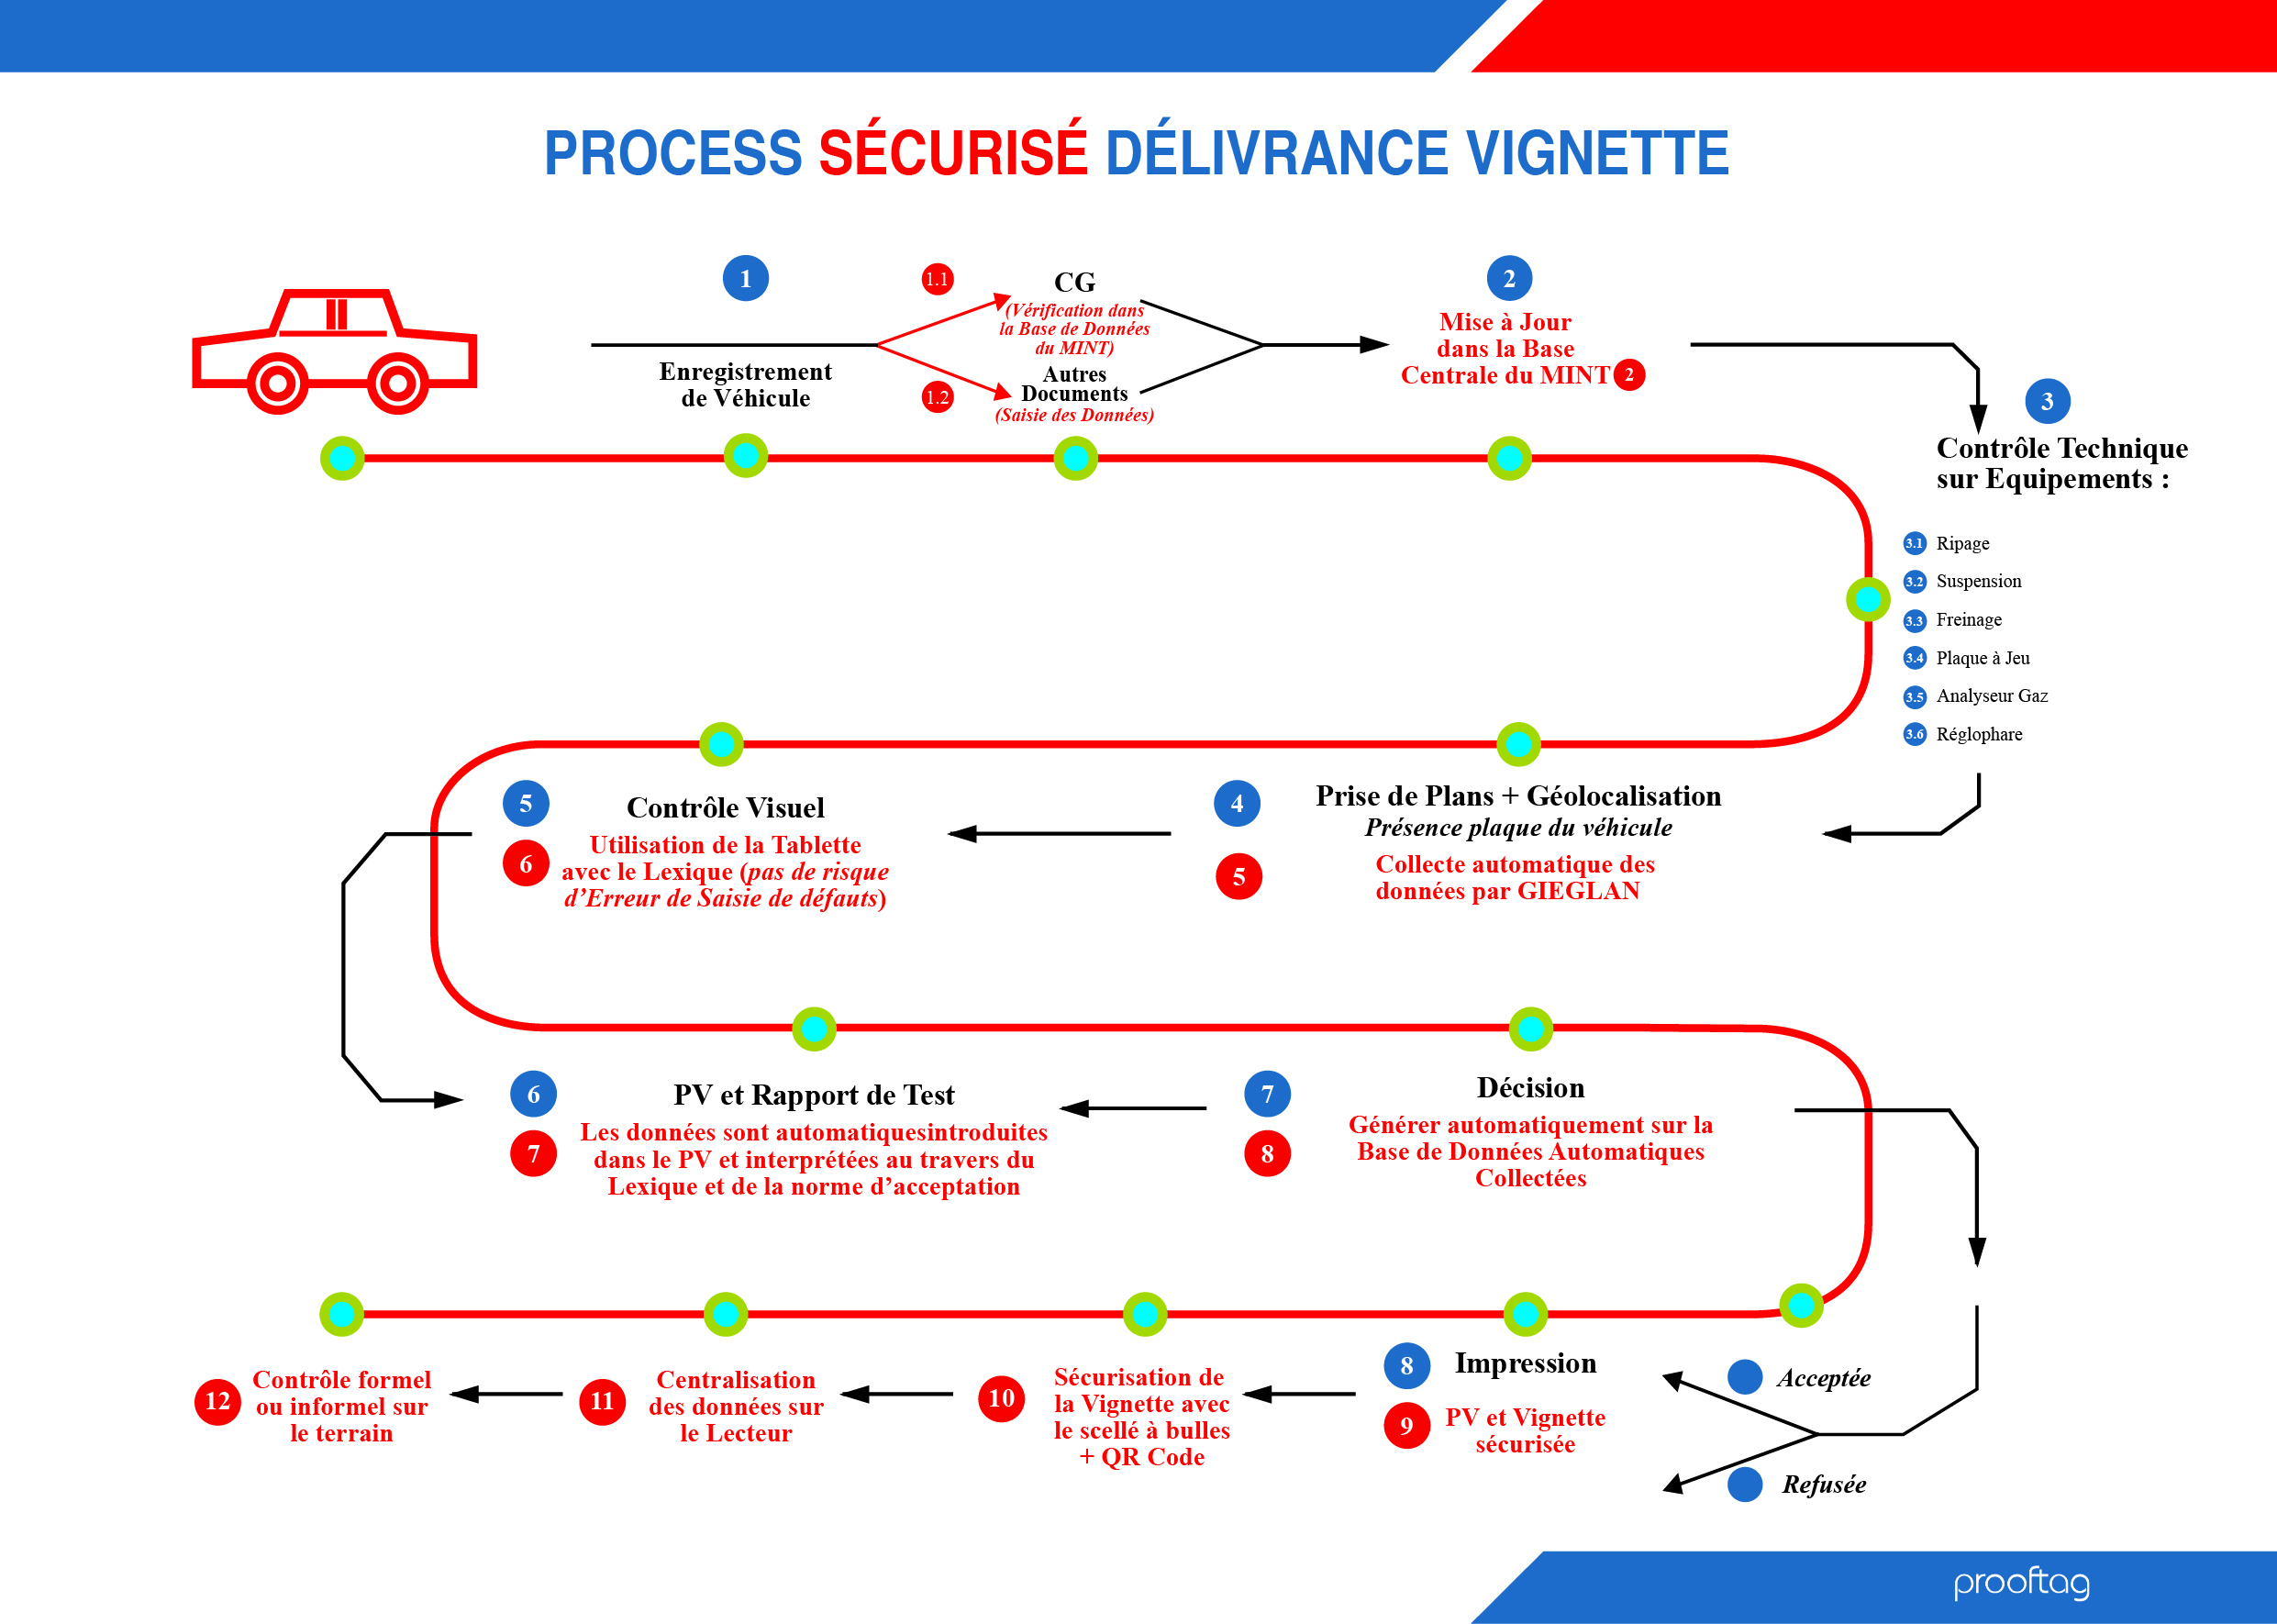 PROCESS SÉCURISÉ DÉLIVRANCE VIGNETTE
1
Enregistrement
de Véhicule
1.1
CG
(Vérification dans
la Base de Données
du MINT)
1.2
Autres
Documents
(Saisie des Données)
2
Mise à Jour
dans la Base
Centrale du MINT 2
3
Contrôle Technique
sur Equipements :
3.1 Ripage
3.2 Suspension
3.3 Freinage
3.4 Plaque à Jeu
3.5 Analyseur Gaz
3.6 Réglophare
4
Prise de Plans + Géolocalisation
Présence plaque du véhicule
5
Collecte automatique des
données par GIEGLAN
5
Contrôle Visuel
6
Utilisation de la Tablette
avec le Lexique (pas de risque
d’Erreur de Saisie de défauts)
6
PV et Rapport de Test
7
Les données sont automatiquesintroduites
dans le PV et interprétées au travers du
Lexique et de la norme d’acceptation
7
Décision
8
Générer automatiquement sur la
Base de Données Automatiques
Collectées
Acceptée
Refusée
8
Impression
9
PV et Vignette
sécurisée
10
Sécurisation de
la Vignette avec
le scellé à bulles
+ QR Code
11
Centralisation
des données sur
le Lecteur
12
Contrôle formel
ou informel sur
le terrain
prooftag